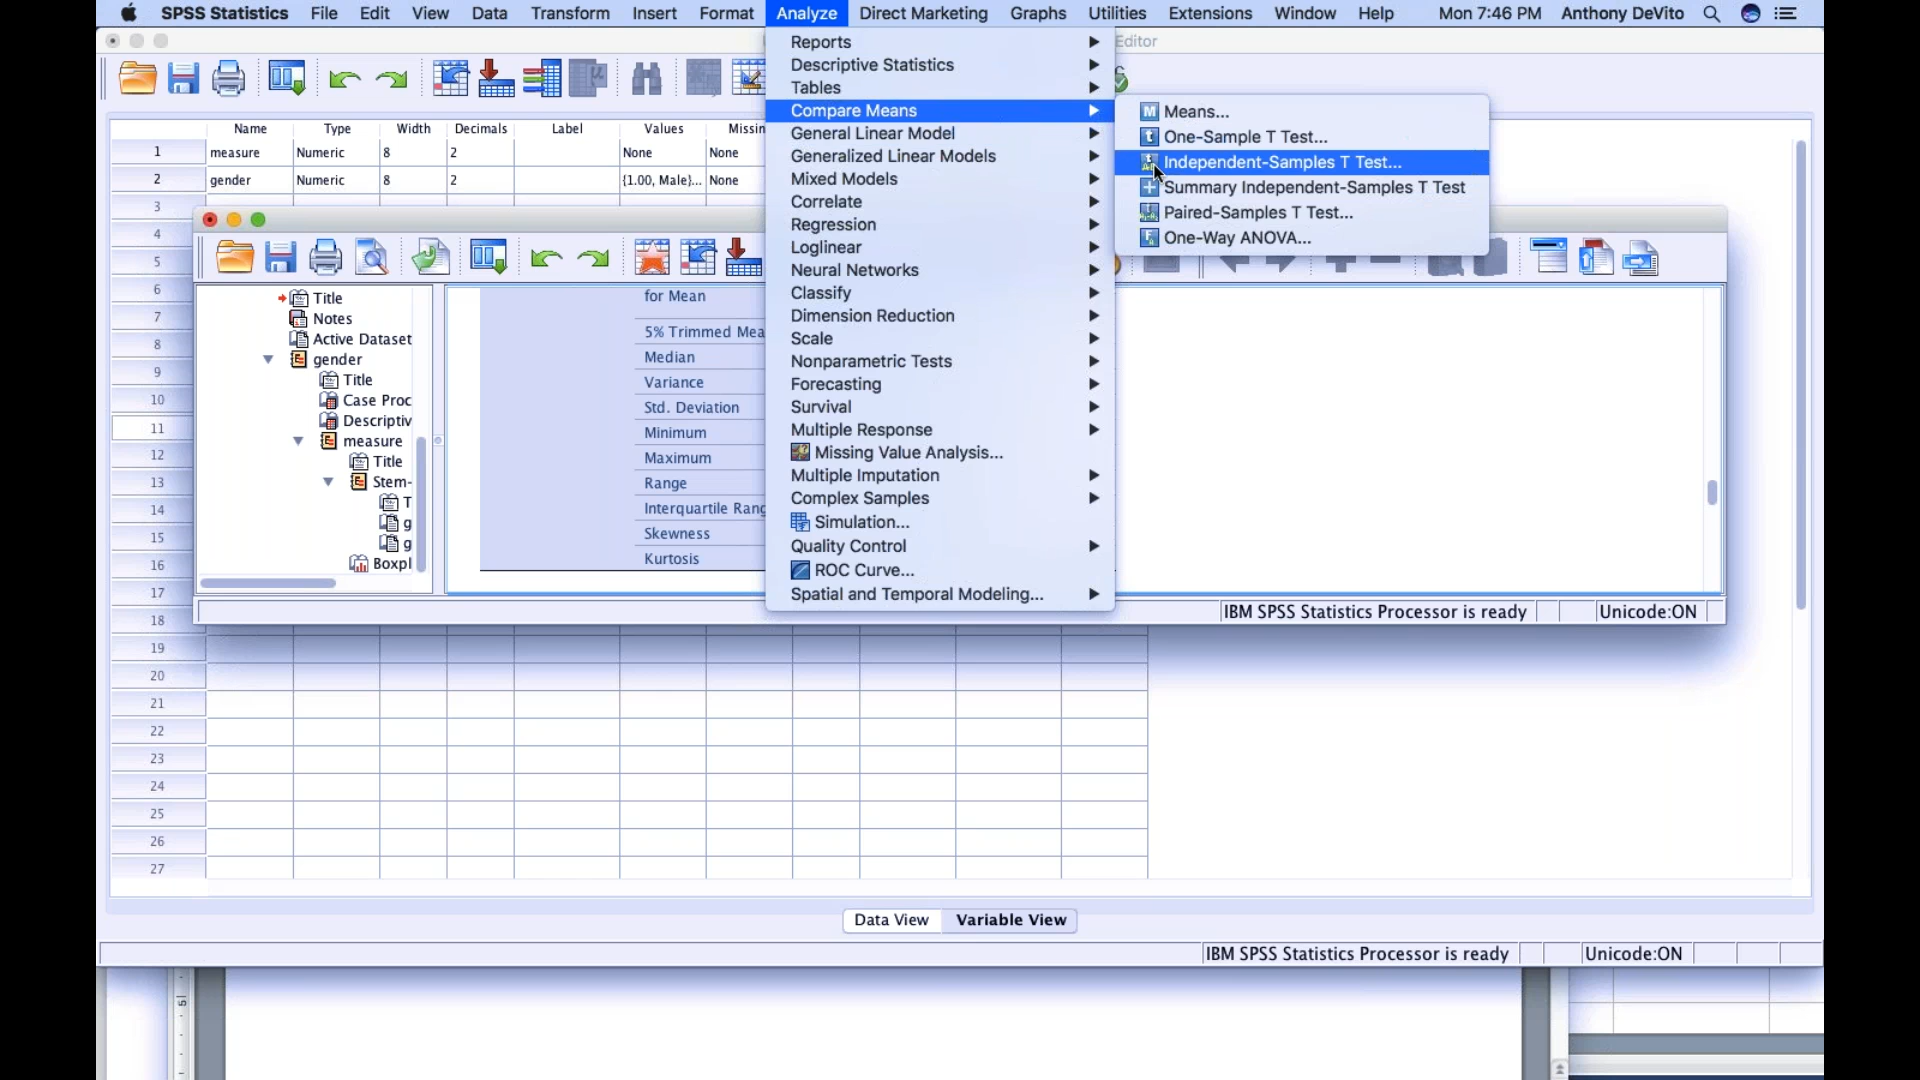 SPSS Statistics File Edit View Data Transform Insert Format Analyze Direct Marketing Graphs Utilities Extensions Window Help Mon 7:46 PM Anthony DeVito
Editor
Reports
Descriptive Statistics
Tables
Compare Means
General Linear Model
Generalized Linear Models
Mixed Models
Correlate
Regression
Loglinear
Neural Networks
Classify
Dimension Reduction
Scale
Nonparametric Tests
Forecasting
Survival
Multiple Response
Missing Value Analysis...
Multiple Imputation
Complex Samples
Simulation...
Quality Control
ROC Curve...
Spatial and Temporal Modeling...
Means...
One-Sample T Test...
Independent-Samples T Test...
Summary Independent-Samples T Test
Paired-Samples T Test...
One-Way ANOVA...
Name Type Width Decimals Label Values Missin
1 measure Numeric 8 2 None None
2 gender Numeric 8 2 {1.00, Male}... None
3
4
5
6
7
8
9
10
11
12
13
14
15
16
17
18
19
20
21
22
23
24
25
26
27
Title
Notes
Active Dataset
gender
Title
Case Proc
Descriptiv
measure
Title
Stem-
T
g
g
Boxpl
for Mean
5% Trimmed Mea
Median
Variance
Std. Deviation
Minimum
Maximum
Range
Interquartile Rang
Skewness
Kurtosis
IBM SPSS Statistics Processor is ready Unicode:ON
Data View Variable View
IBM SPSS Statistics Processor is ready Unicode:ON
5